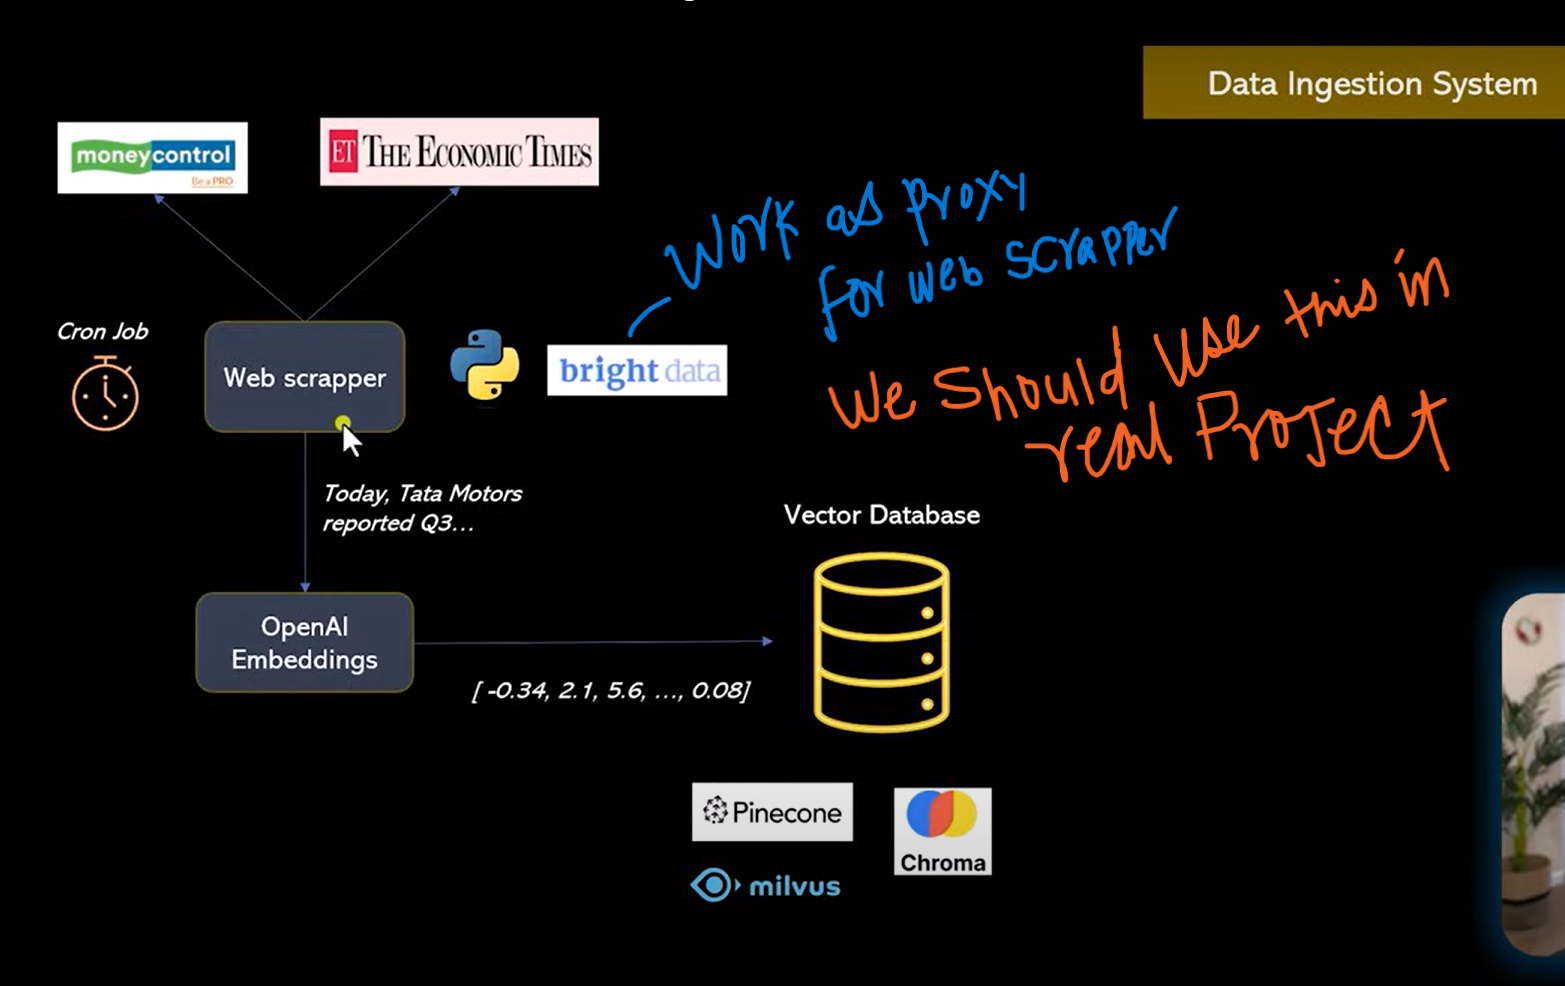 Data Ingestion System
moneycontrol
Be a PRO
ET THE ECONOMIC TIMES
Work as proxy
for web scrapper
We should use this in
real Project
Cron Job
Web scrapper
bright data
Today, Tata Motors
reported Q3...
Vector Database
OpenAI
Embeddings
[ -0.34, 2.1, 5.6, ..., 0.08]
Pinecone
Chroma
milvus